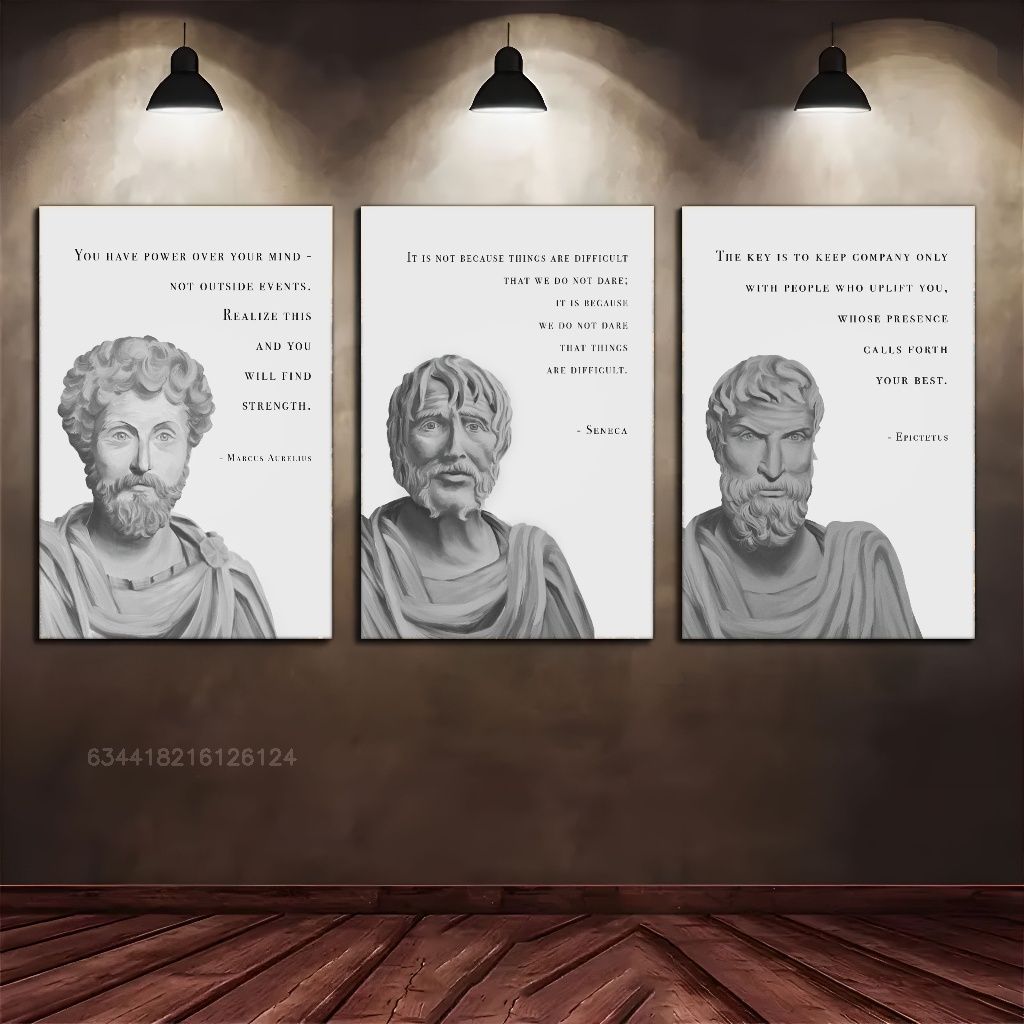 You have power over your mind -
not outside events.
Realize this
and you
will find
strength.
- Marcus Aurelius
It is not because things are difficult
that we do not dare;
it is because
we do not dare
that things
are difficult.
- Seneca
The key is to keep company only
with people who uplift you,
whose presence
calls forth
your best.
- Epictetus
634418216126124